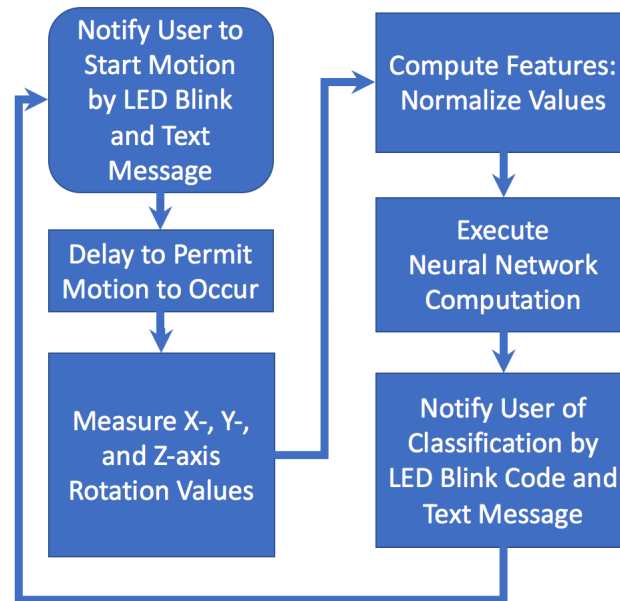 Notify User to
Start Motion
by LED Blink
and Text
Message
Delay to Permit
Motion to Occur
Measure X-, Y-,
and Z-axis
Rotation Values
Compute Features:
Normalize Values
Execute
Neural Network
Computation
Notify User of
Classification by
LED Blink Code and
Text Message